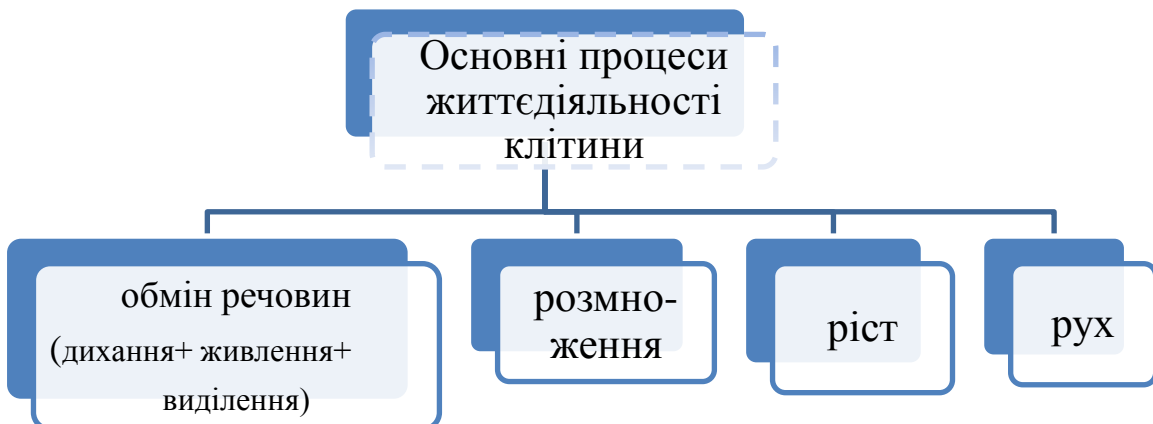 Основні процеси
життєдіяльності
клітини
обмін речовин
(дихання+ живлення+
виділення)
розмно-
ження
ріст
рух